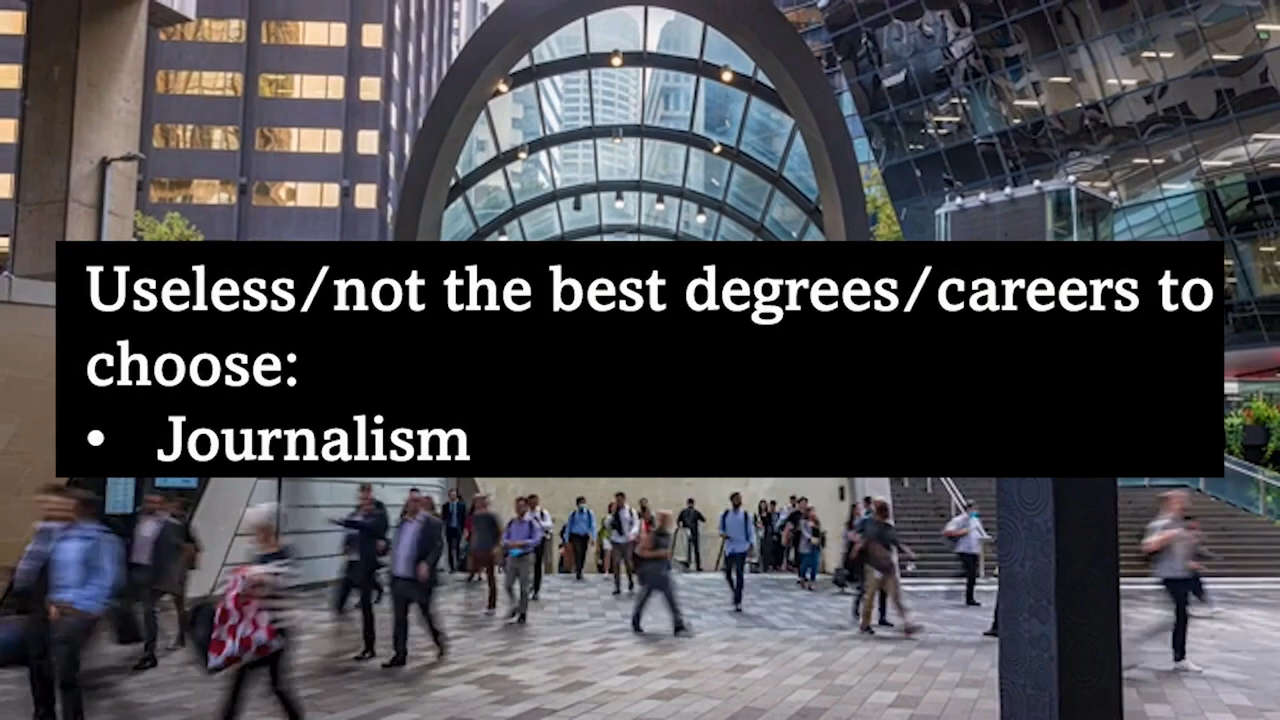 Useless/not the best degrees/careers to
choose:
• Journalism